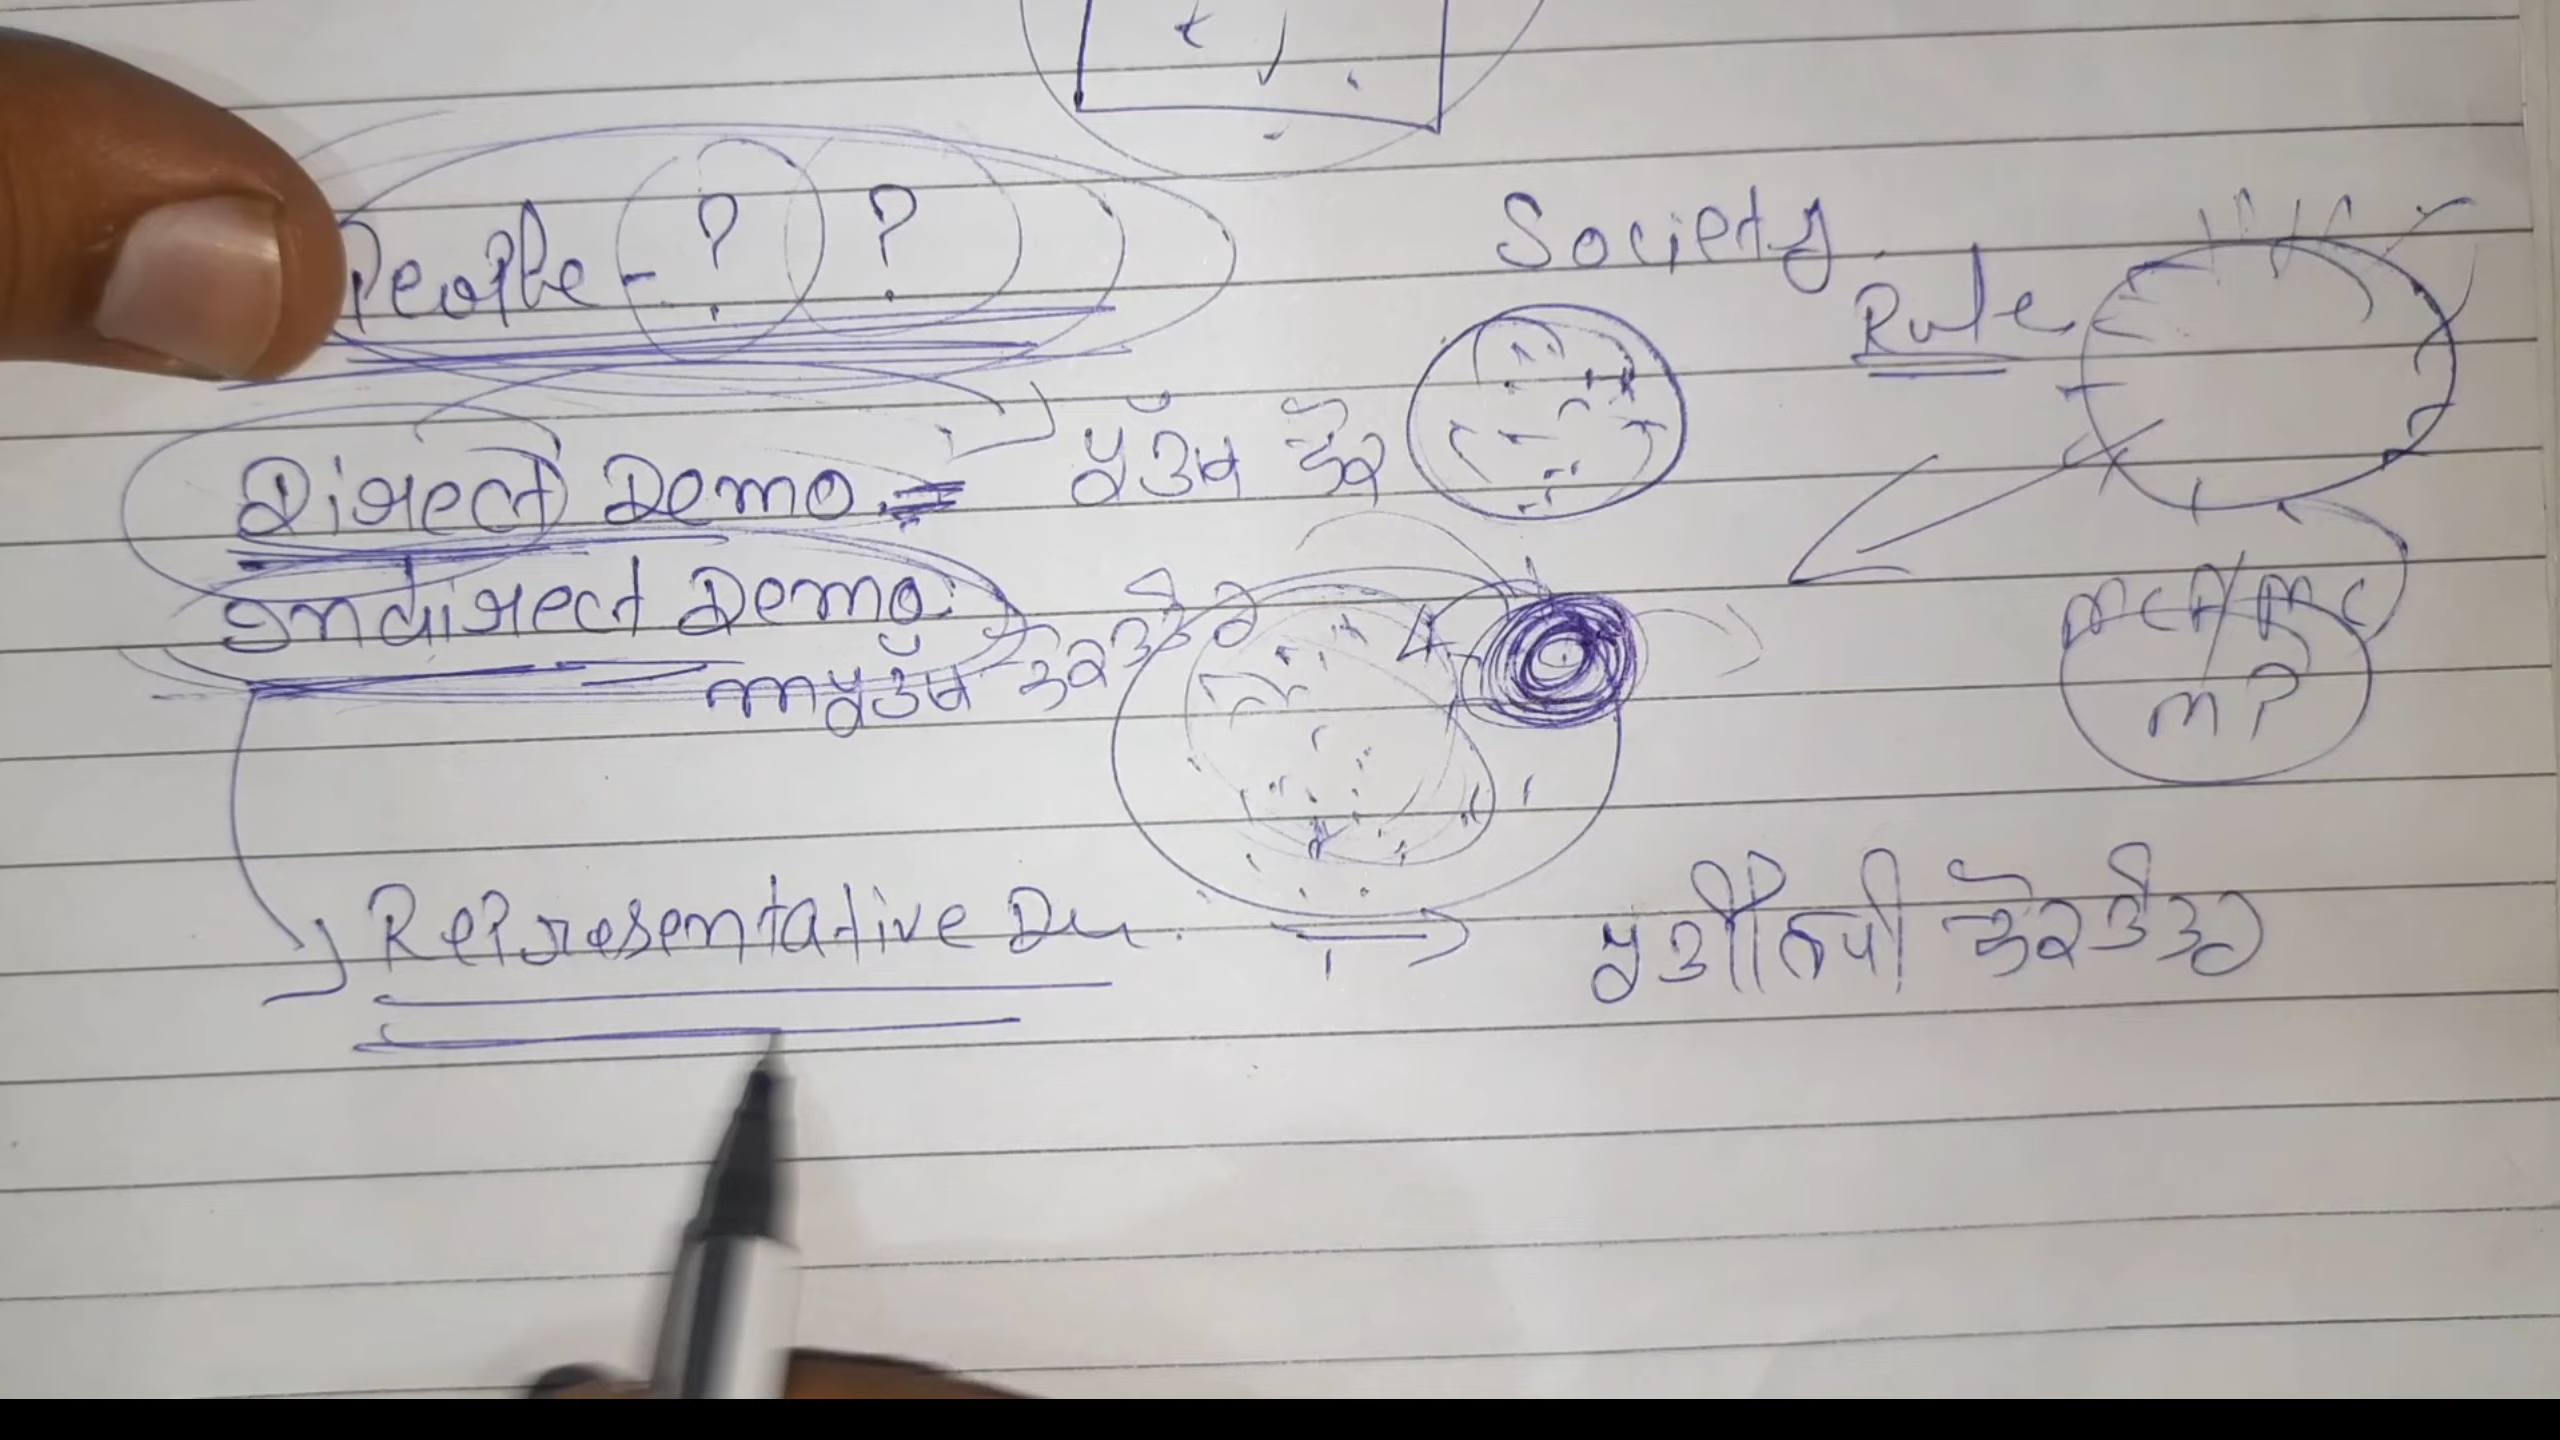 People - ? ?
Society
Rule
Direct Demo. = ਪ੍ਰਤੱਖ ਲੋਕ
Indirect Demo.
ਅਪ੍ਰਤੱਖ ਲੋਕਤੰਤਰ
MLA/MC
MP
Representative De. → ਪ੍ਰਤੀਨਿਧੀ ਲੋਕਤੰਤਰ